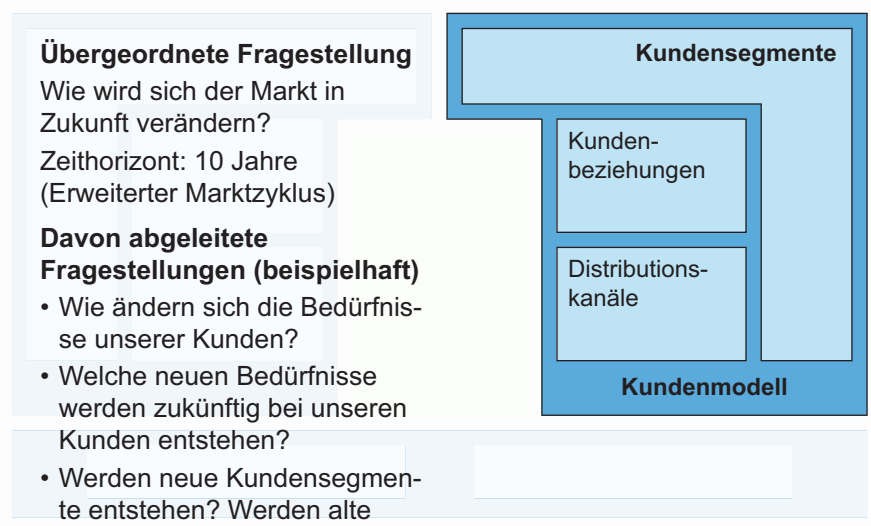 Übergeordnete Fragestellung
Wie wird sich der Markt in
Zukunft verändern?
Zeithorizont: 10 Jahre
(Erweiterter Marktzyklus)
Davon abgeleitete
Fragestellungen (beispielhaft)
• Wie ändern sich die Bedürfnis-
se unserer Kunden?
• Welche neuen Bedürfnisse
werden zukünftig bei unseren
Kunden entstehen?
• Werden neue Kundensegmen-
te entstehen? Werden alte
Kundensegmente
Kunden-
beziehungen
Distributions-
kanäle
Kundenmodell